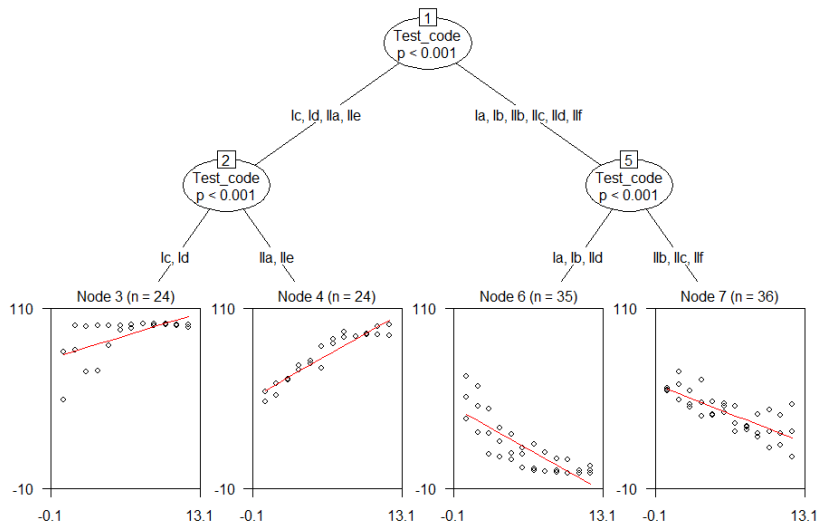 1
Test_code
p < 0.001
Ic, Id, IIa, IIe
Ia, Ib, IIb, IIc, IId, IIf
2
Test_code
p < 0.001
5
Test_code
p < 0.001
Ic, Id
IIa, IIe
Ia, Ib, IId
IIb, IIc, IIf
Node 3 (n = 24)
Node 4 (n = 24)
Node 6 (n = 35)
Node 7 (n = 36)
110
110
110
110
-10
-10
-10
-10
-0.1
13.1
-0.1
13.1
-0.1
13.1
-0.1
13.1